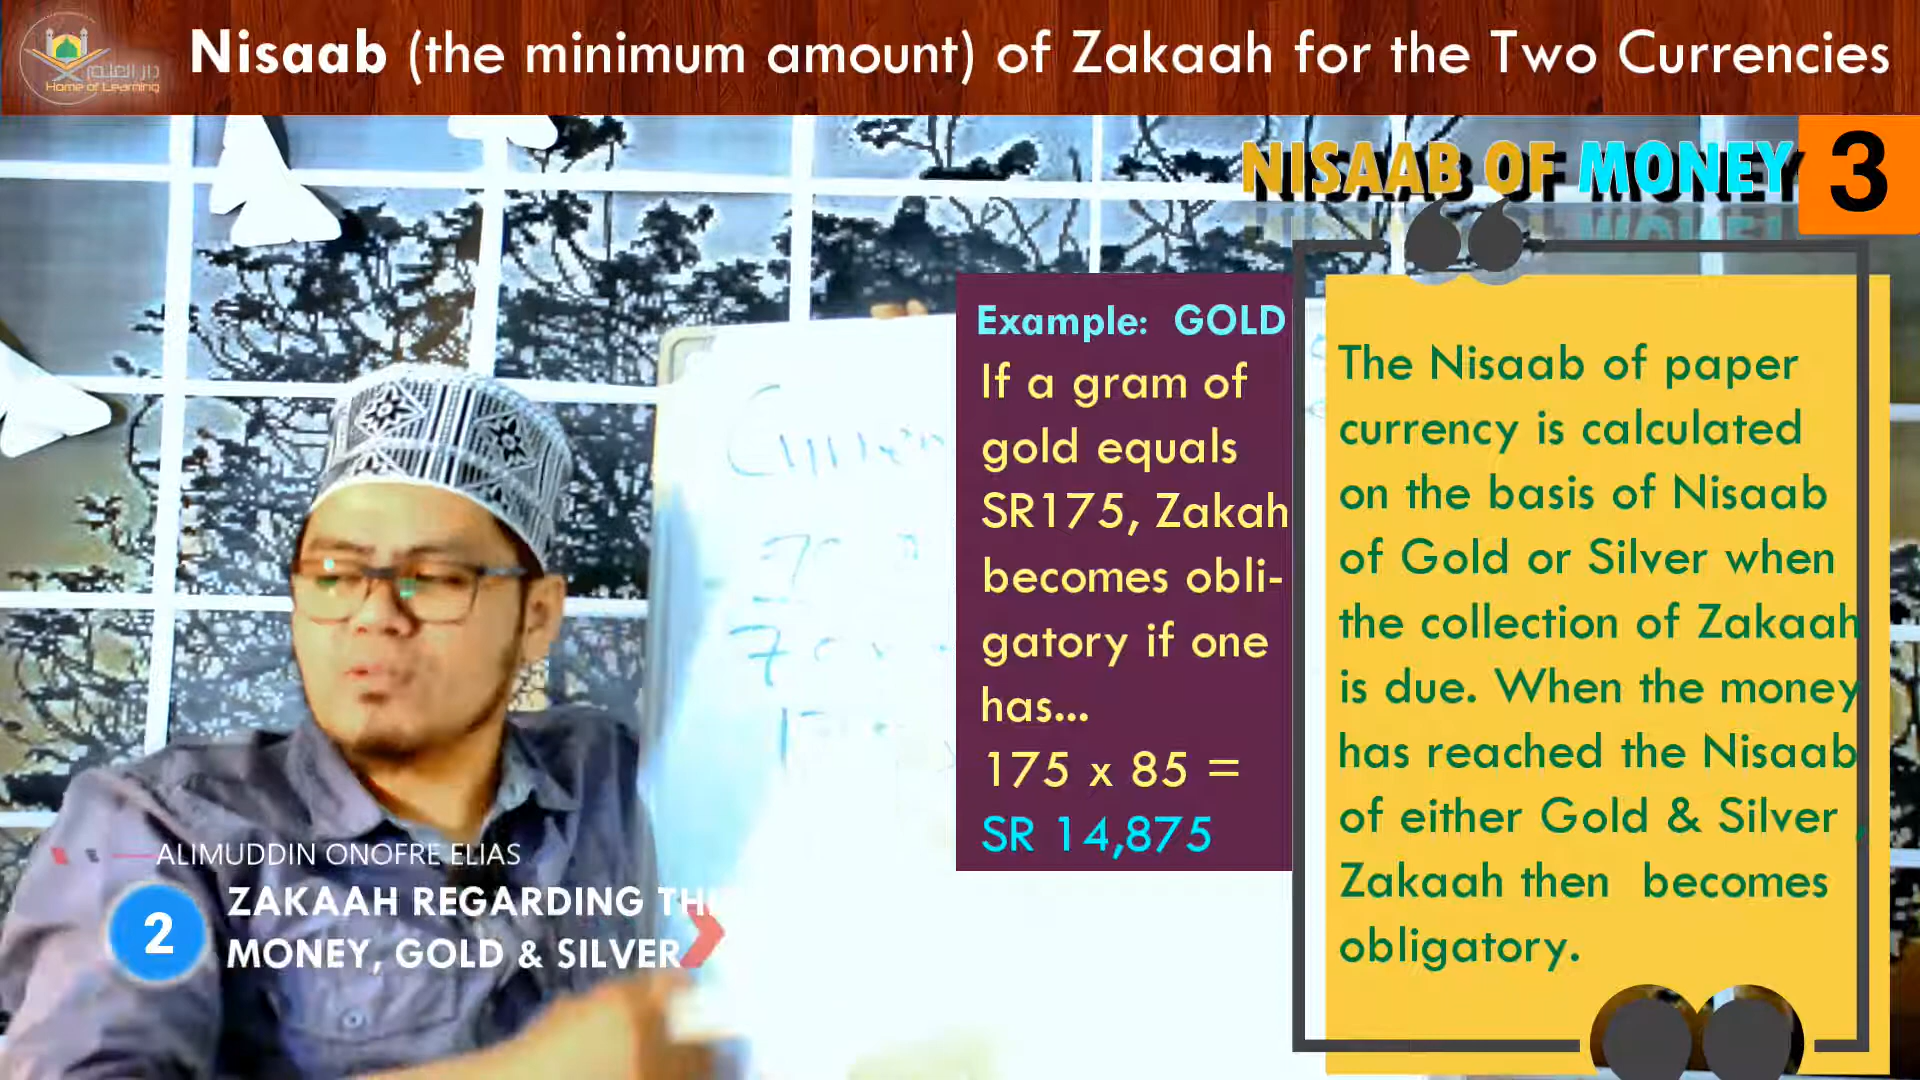 دار العلم
Home of Learning
Nisaab (the minimum amount) of Zakaah for the Two Currencies
NISAAB OF MONEY
3
Example: GOLD
If a gram of
gold equals
SR175, Zakah
becomes obli-
gatory if one
has...
175 x 85 =
SR 14,875
The Nisaab of paper
currency is calculated
on the basis of Nisaab
of Gold or Silver when
the collection of Zakaah
is due. When the money
has reached the Nisaab
of either Gold & Silver ,
Zakaah then becomes
obligatory.
ALIMUDDIN ONOFRE ELIAS
2
ZAKAAH REGARDING THE
MONEY, GOLD & SILVER